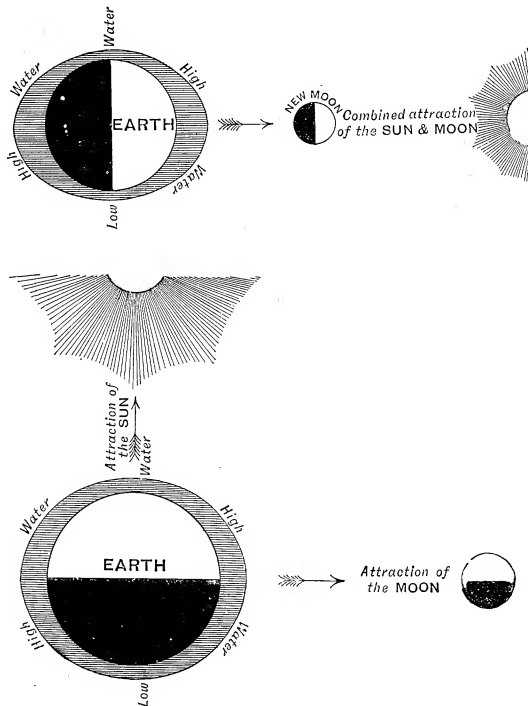 Water
Water
High
NEW MOON
EARTH
Combined attraction
of the SUN & MOON
High
Water
Low
Attraction of
the SUN
Water
Water
High
EARTH
Attraction of
the MOON
High
Water
Low